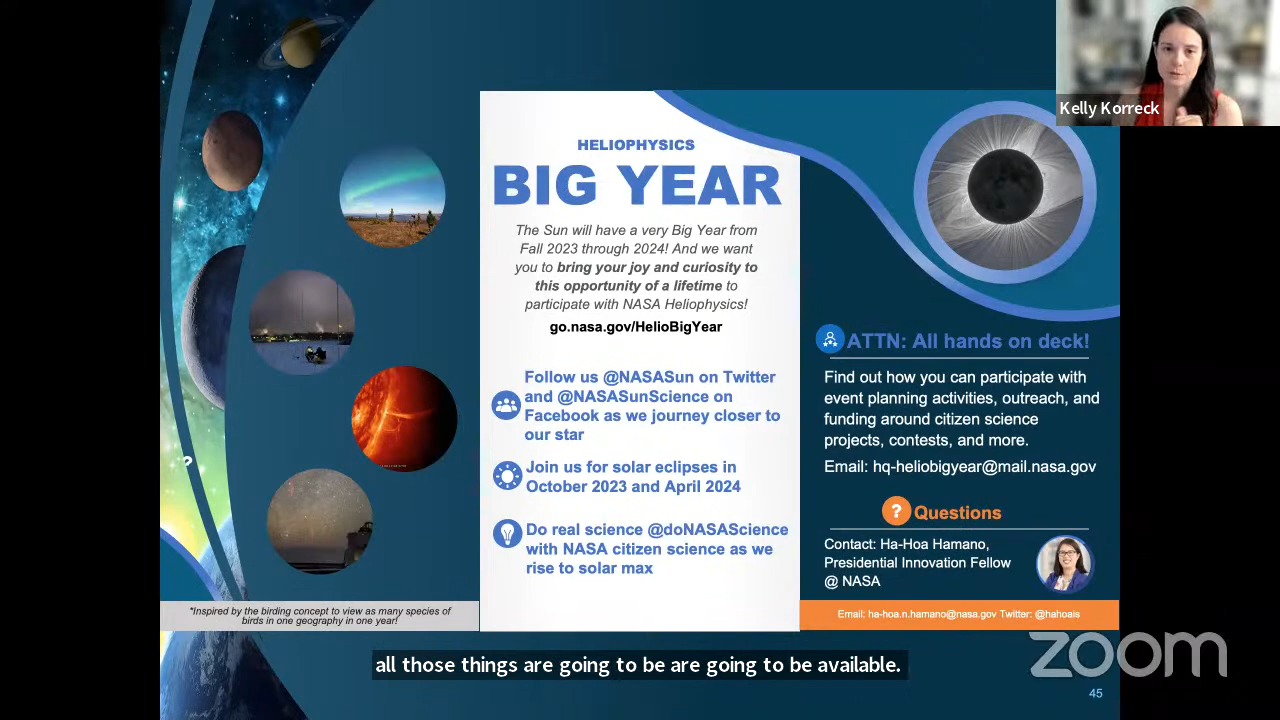 Kelly Korreck
HELIOPHYSICS
BIG YEAR
The Sun will have a very Big Year from
Fall 2023 through 2024! And we want
you to bring your joy and curiosity to
this opportunity of a lifetime to
participate with NASA Heliophysics!
go.nasa.gov/HelioBigYear
Follow us @NASASun on Twitter
and @NASASunScience on
Facebook as we journey closer to
our star
Join us for solar eclipses in
October 2023 and April 2024
Do real science @doNASAScience
with NASA citizen science as we
rise to solar max
ATTN: All hands on deck!
Find out how you can participate with
event planning activities, outreach, and
funding around citizen science
projects, contests, and more.
Email: hq-heliobigyear@mail.nasa.gov
? Questions
Contact: Ha-Hoa Hamano,
Presidential Innovation Fellow
@ NASA
Email: ha-hoa.n.hamano@nasa.gov Twitter: @hahoais
?
*Inspired by the birding concept to view as many species of
birds in one geography in one year!
all those things are going to be are going to be available.
zoom
45